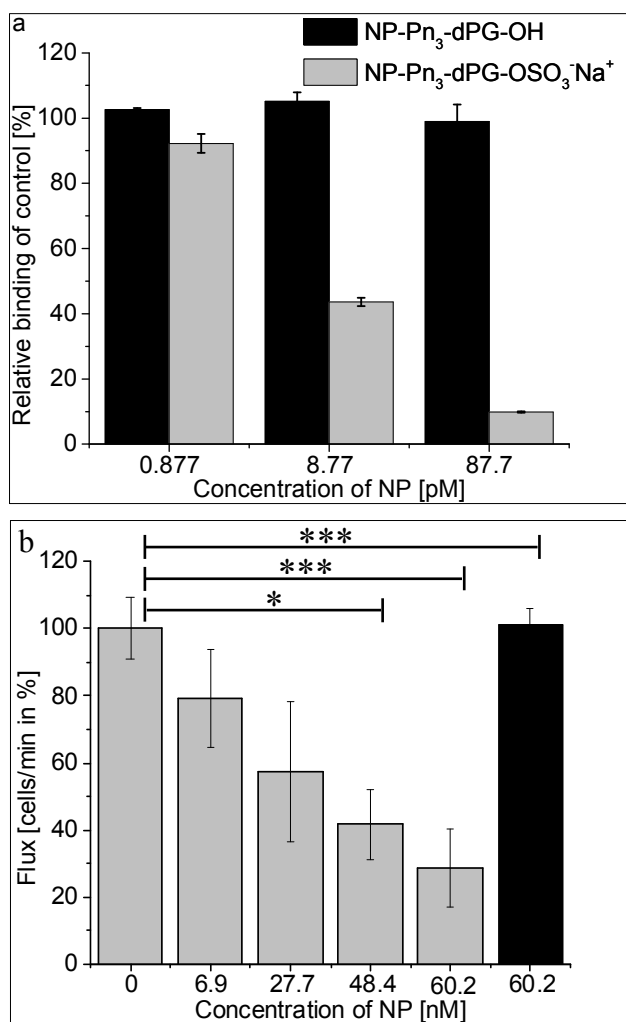 a
NP-Pn₃-dPG-OH
NP-Pn₃-dPG-OSO₃⁻Na⁺
120
100
80
60
40
20
0
Relative binding of control [%]
0.877 8.77 87.7
Concentration of NP [pM]
b
120
100
80
60
40
20
0
Flux [cells/min in %]
***
***
*
0 6.9 27.7 48.4 60.2 60.2
Concentration of NP [nM]